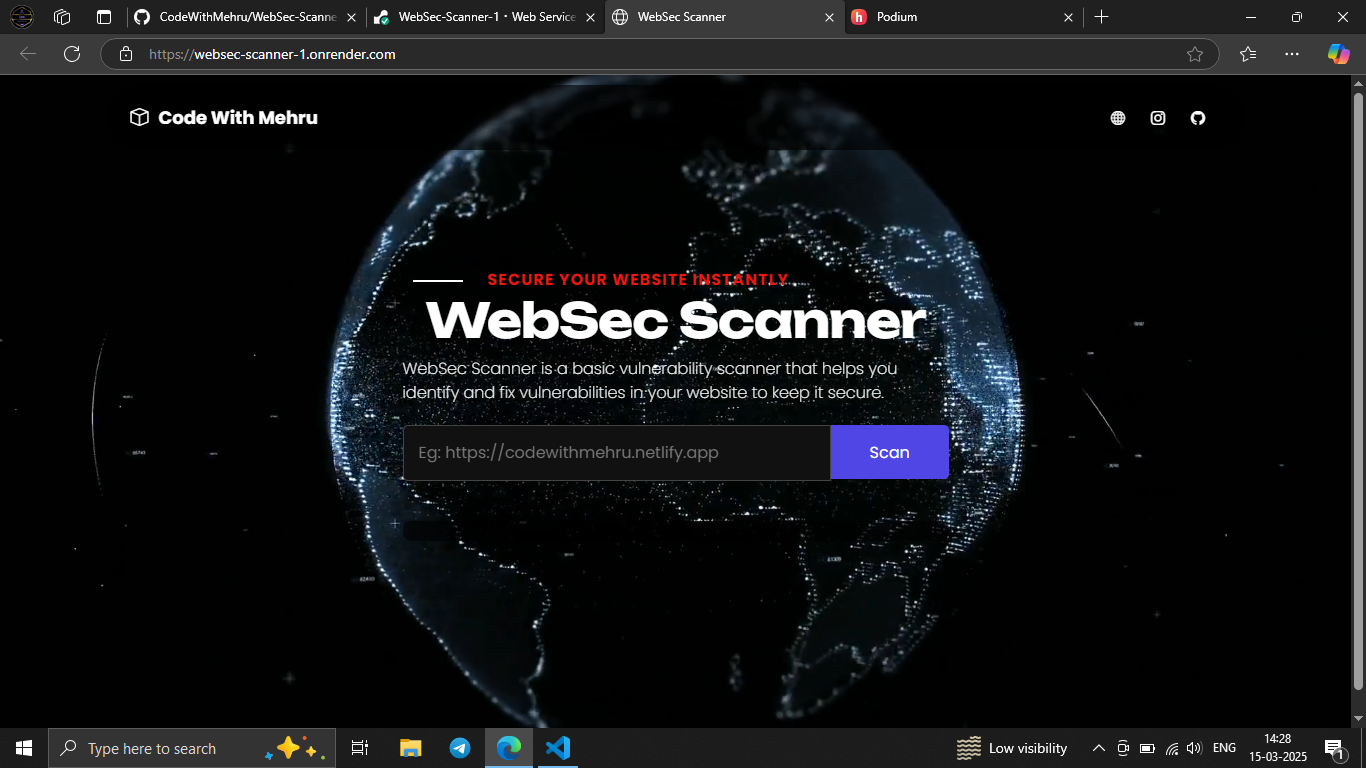 CodeWithMehru/WebSec-Scanne
WebSec-Scanner-1 · Web Service
WebSec Scanner
Podium
https://websec-scanner-1.onrender.com
Code With Mehru
SECURE YOUR WEBSITE INSTANTLY
WebSec Scanner
WebSec Scanner is a basic vulnerability scanner that helps you
identify and fix vulnerabilities in your website to keep it secure.
Eg: https://codewithmehru.netlify.app
Scan
Type here to search
Low visibility
ENG
14:28
15-03-2025
1